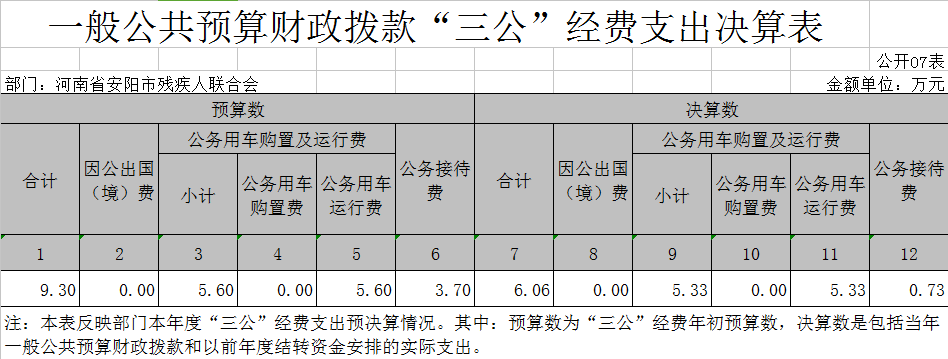 一般公共预算财政拨款“三公”经费支出决算表
公开07表
部门：河南省安阳市残疾人联合会 金额单位：万元
预算数 决算数
合计 因公出国（境）费 公务用车购置及运行费 公务接待费 合计 因公出国（境）费 公务用车购置及运行费 公务接待费
小计 公务用车购置费 公务用车运行费 小计 公务用车购置费 公务用车运行费
1 2 3 4 5 6 7 8 9 10 11 12
9.30 0.00 5.60 0.00 5.60 3.70 6.06 0.00 5.33 0.00 5.33 0.73
注：本表反映部门本年度“三公”经费支出预决算情况。其中：预算数为“三公”经费年初预算数，决算数是包括当年
一般公共预算财政拨款和以前年度结转资金安排的实际支出。